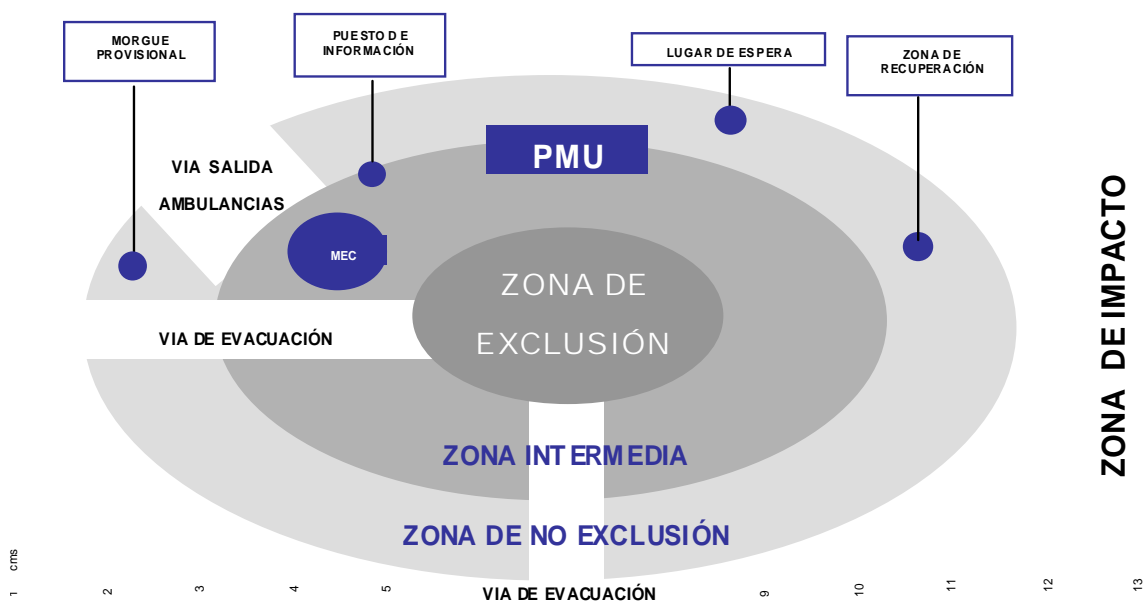 MORGUE
PROVISIONAL
PUESTO DE
INFORMACIÓN
LUGAR DE ESPERA
ZONA DE
RECUPERACIÓN
VIA SALIDA
AMBULANCIAS
PMU
MEC
ZONA DE
EXCLUSIÓN
VIA DE EVACUACIÓN
ZONA INTERMEDIA
ZONA DE NO EXCLUSIÓN
VIA DE EVACUACIÓN
ZONA DE IMPACTO
cms
1 2 3 4 5 9 10 11 12 13